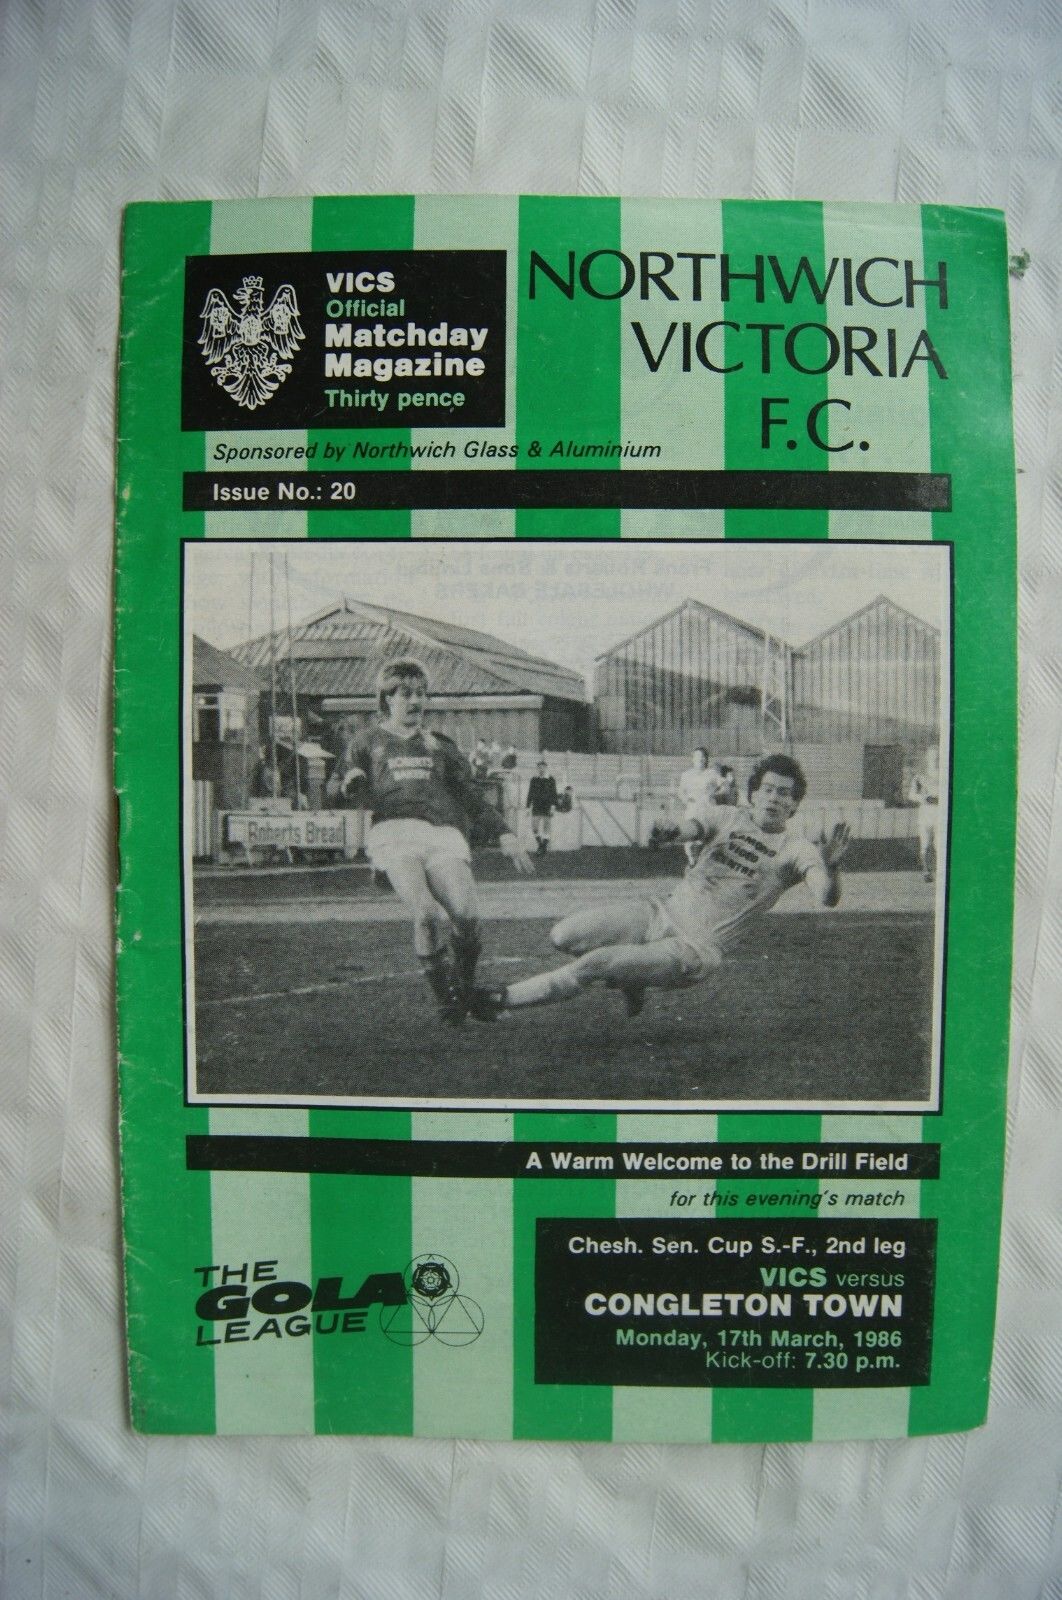 VICS
Official
Matchday
Magazine
Thirty pence
NORTHWICH
VICTORIA
F.C.
Sponsored by Northwich Glass & Aluminium
Issue No.: 20
Roberts Bread
VIDEO
A Warm Welcome to the Drill Field
for this evening's match
THE
GOLA
LEAGUE
Chesh. Sen. Cup S.-F., 2nd leg
VICS versus
CONGLETON TOWN
Monday, 17th March, 1986
Kick-off: 7.30 p.m.